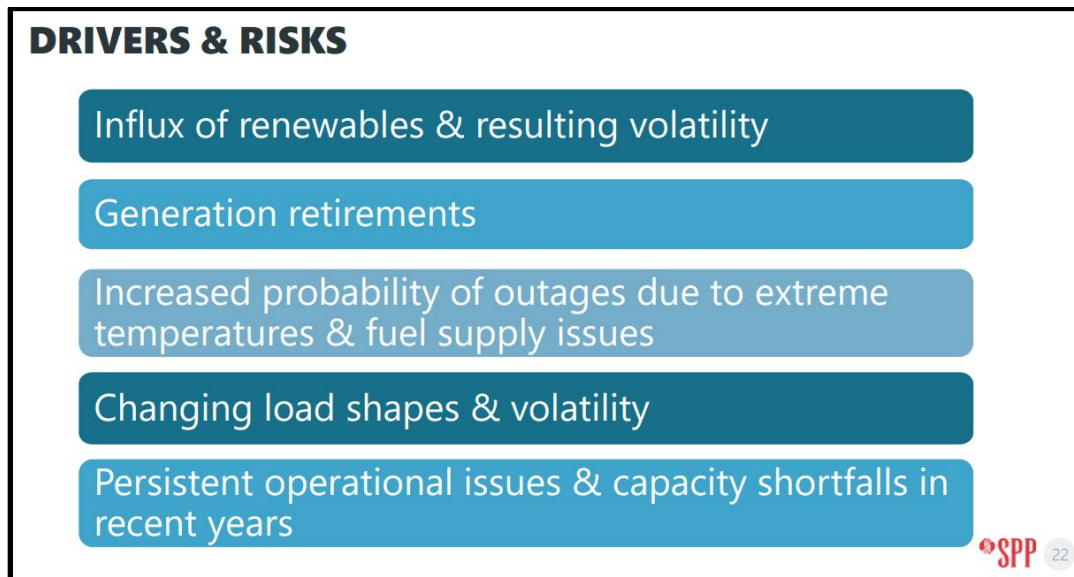 DRIVERS & RISKS
Influx of renewables & resulting volatility
Generation retirements
Increased probability of outages due to extreme
temperatures & fuel supply issues
Changing load shapes & volatility
Persistent operational issues & capacity shortfalls in
recent years
SPP 22